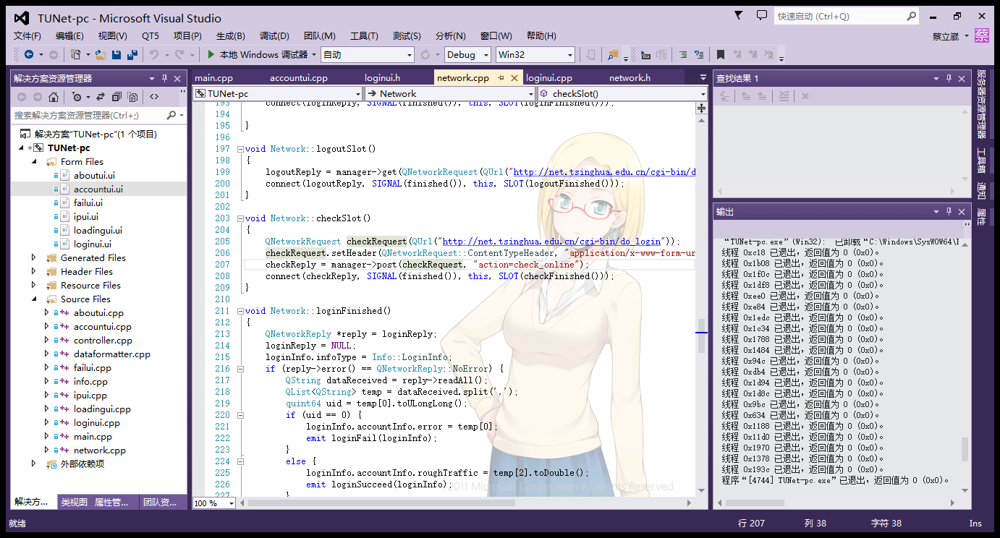 TUNet-pc - Microsoft Visual Studio
快速启动 (Ctrl+Q)
文件(F) 编辑(E) 视图(V) QT5 项目(P) 生成(B) 调试(D) 团队(M) 工具(T) 测试(S) 分析(N) 窗口(W) 帮助(H)
蔡立崴 蔡
本地 Windows 调试器 自动 Debug Win32
解决方案资源管理器
搜索解决方案资源管理器(Ctrl+;)
解决方案"TUNet-pc"(1 个项目)
TUNet-pc
Form Files
aboutui.ui
accountui.ui
failui.ui
ipui.ui
loadingui.ui
loginui.ui
Generated Files
Header Files
Resource Files
Source Files
aboutui.cpp
accountui.cpp
controller.cpp
dataformatter.cpp
failui.cpp
info.cpp
ipui.cpp
loadingui.cpp
loginui.cpp
main.cpp
network.cpp
外部依赖项
解决方... 类视图 属性管... 团队资...
main.cpp accountui.cpp loginui.h network.cpp loginui.cpp network.h
TUNet-pc Network checkSlot()
193 connect(loginReply, SIGNAL(finished()), this, SLOT(loginFinished()));
194
195 }
196
197 void Network::logoutSlot()
198 {
199 logoutReply = manager->get(QNetworkRequest(QUrl("http://net.tsinghua.edu.cn/cgi-bin/d
200 connect(logoutReply, SIGNAL(finished()), this, SLOT(logoutFinished()));
201 }
202
203 void Network::checkSlot()
204 {
205 QNetworkRequest checkRequest(QUrl("http://net.tsinghua.edu.cn/cgi-bin/do_login"));
206 checkRequest.setHeader(QNetworkRequest::ContentTypeHeader, "application/x-www-form-ur
207 checkReply = manager->post(checkRequest, "action=check_online");
208 connect(checkReply, SIGNAL(finished()), this, SLOT(checkFinished()));
209 }
210
211 void Network::loginFinished()
212 {
213 QNetworkReply *reply = loginReply;
214 loginReply = NULL;
215 loginInfo.infoType = Info::LoginInfo;
216 if (reply->error() == QNetworkReply::NoError) {
217 QString dataReceived = reply->readAll();
218 QList<QString> temp = dataReceived.split(',');
219 quint64 uid = temp[0].toULongLong();
220 if (uid == 0) {
221 loginInfo.accountInfo.error = temp[0];
222 emit loginFail(loginInfo);
223 }
224 else {
225 loginInfo.accountInfo.roughTraffic = temp[2].toDouble();
226 emit loginSucceed(loginInfo);
227 }
2011 Microsoft Corporation All Rights Reserved.
100 %
查找结果 1
输出
“TUNet-pc.exe”(Win32): 已卸载“C:\Windows\SysWOW64\
线程 0xc18 已退出，返回值为 0 (0x0)。
线程 0x1b08 已退出，返回值为 0 (0x0)。
线程 0x1f0c 已退出，返回值为 0 (0x0)。
线程 0x1df8 已退出，返回值为 0 (0x0)。
线程 0xee0 已退出，返回值为 0 (0x0)。
线程 0xe84 已退出，返回值为 0 (0x0)。
线程 0x1edc 已退出，返回值为 0 (0x0)。
线程 0x1c34 已退出，返回值为 0 (0x0)。
线程 0x1788 已退出，返回值为 0 (0x0)。
线程 0x1484 已退出，返回值为 0 (0x0)。
线程 0x94c 已退出，返回值为 0 (0x0)。
线程 0xdb4 已退出，返回值为 0 (0x0)。
线程 0x1d94 已退出，返回值为 0 (0x0)。
线程 0x1d8c 已退出，返回值为 0 (0x0)。
线程 0x9bc 已退出，返回值为 0 (0x0)。
线程 0x634 已退出，返回值为 0 (0x0)。
线程 0x1188 已退出，返回值为 0 (0x0)。
线程 0x11d0 已退出，返回值为 0 (0x0)。
线程 0x1970 已退出，返回值为 0 (0x0)。
线程 0x1378 已退出，返回值为 0 (0x0)。
线程 0x193c 已退出，返回值为 0 (0x0)。
程序“[4744] TUNet-pc.exe”已退出，返回值为 0 (0x0)。
服务器资源管理器
工具箱
通知
属性
就绪 行 207 列 38 字符 38 Ins